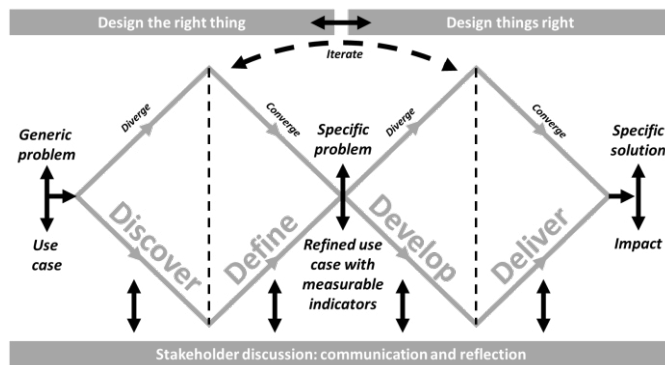 Design the right thing
Design things right
Iterate
Diverge
Converge
Diverge
Converge
Generic
problem
Specific
problem
Specific
solution
Use
case
Discover
Define
Refined use
case with
measurable
indicators
Develop
Deliver
Impact
Stakeholder discussion: communication and reflection